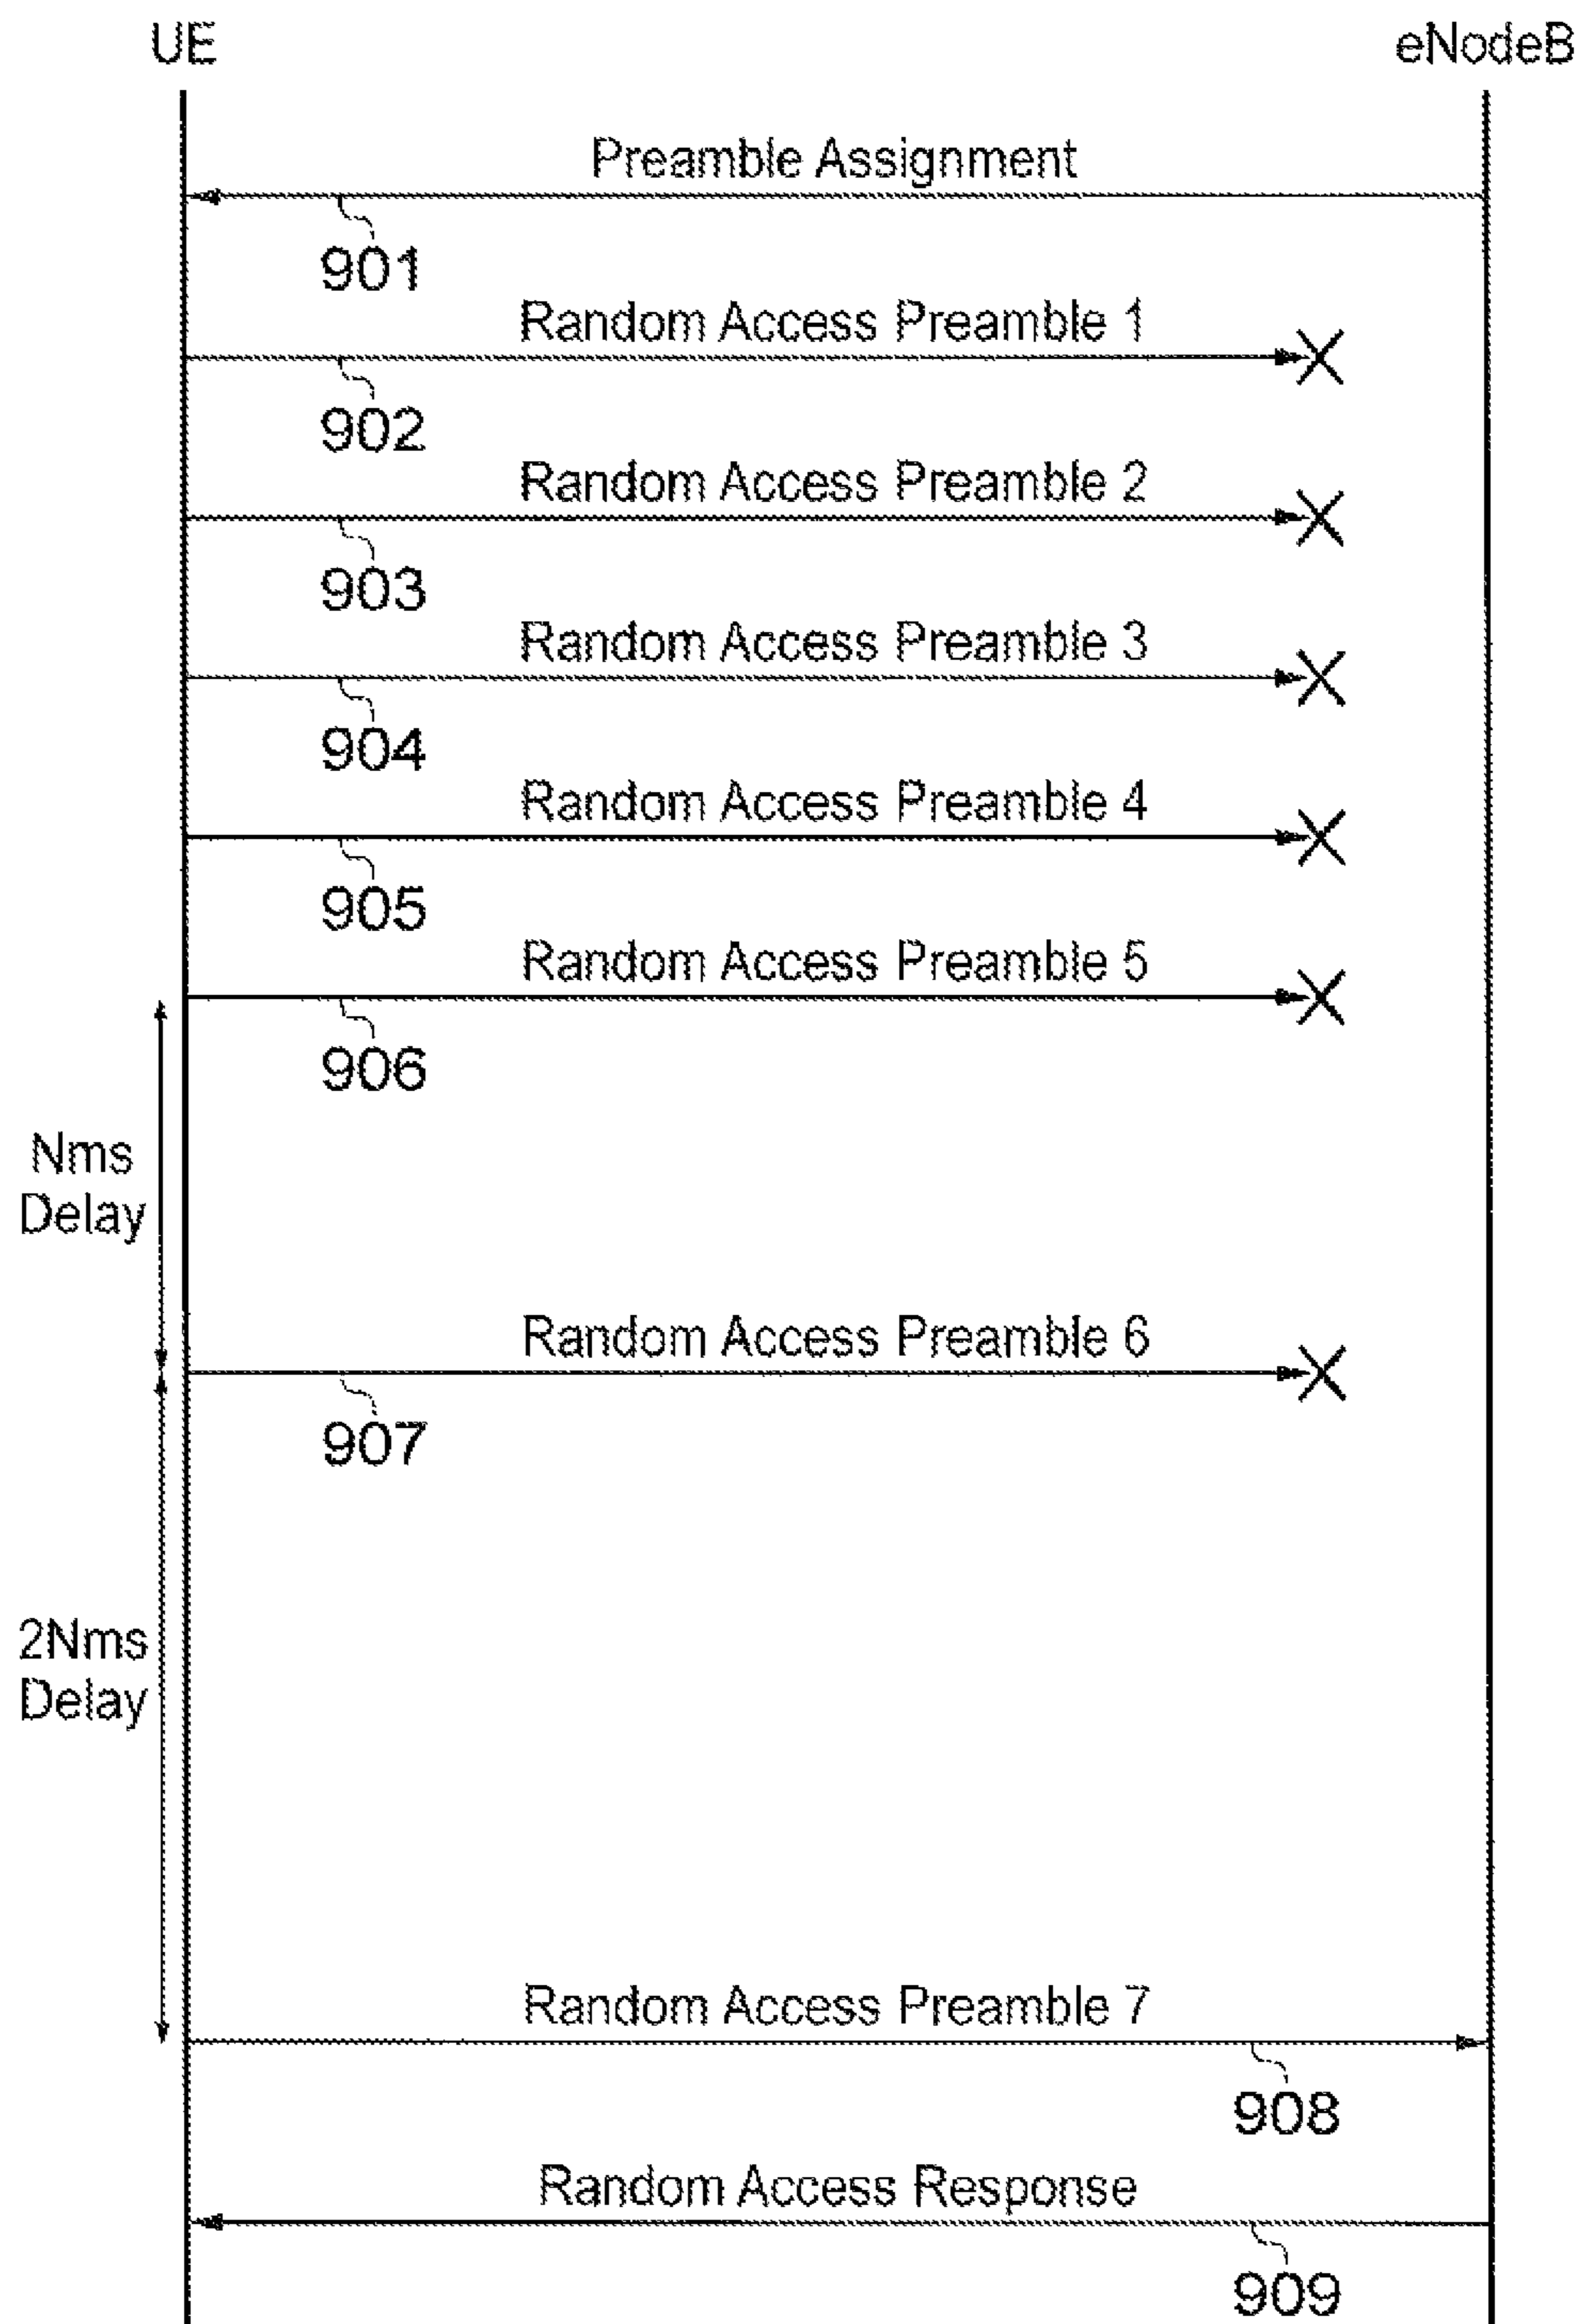 UE
eNodeB
Preamble Assignment
901
Random Access Preamble 1
902
Random Access Preamble 2
903
Random Access Preamble 3
904
Random Access Preamble 4
905
Random Access Preamble 5
906
Nms
Delay
Random Access Preamble 6
907
2Nms
Delay
Random Access Preamble 7
908
Random Access Response
909